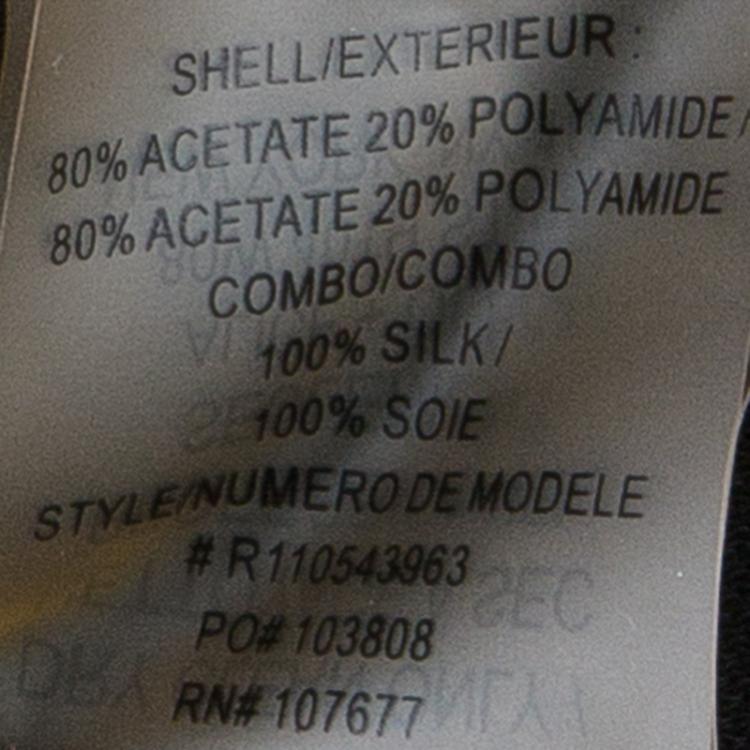 SHELL/EXTERIEUR :
80% ACETATE 20% POLYAMIDE /
80% ACETATE 20% POLYAMIDE
COMBO/COMBO
100% SILK /
100% SOIE
STYLE/NUMERO DE MODELE
# R110543963
PO# 103808
RN# 107677